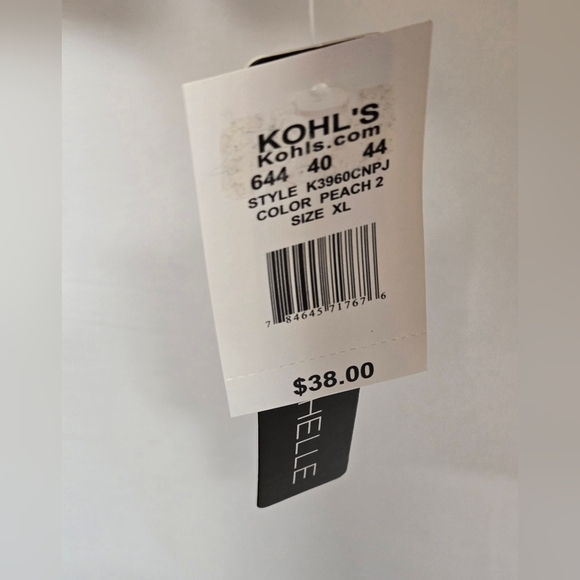 KOHL'S
Kohls.com
644 40 44
STYLE K3960CNPJ
COLOR PEACH 2
SIZE XL
7 84645 71767 6
$38.00
HELLE